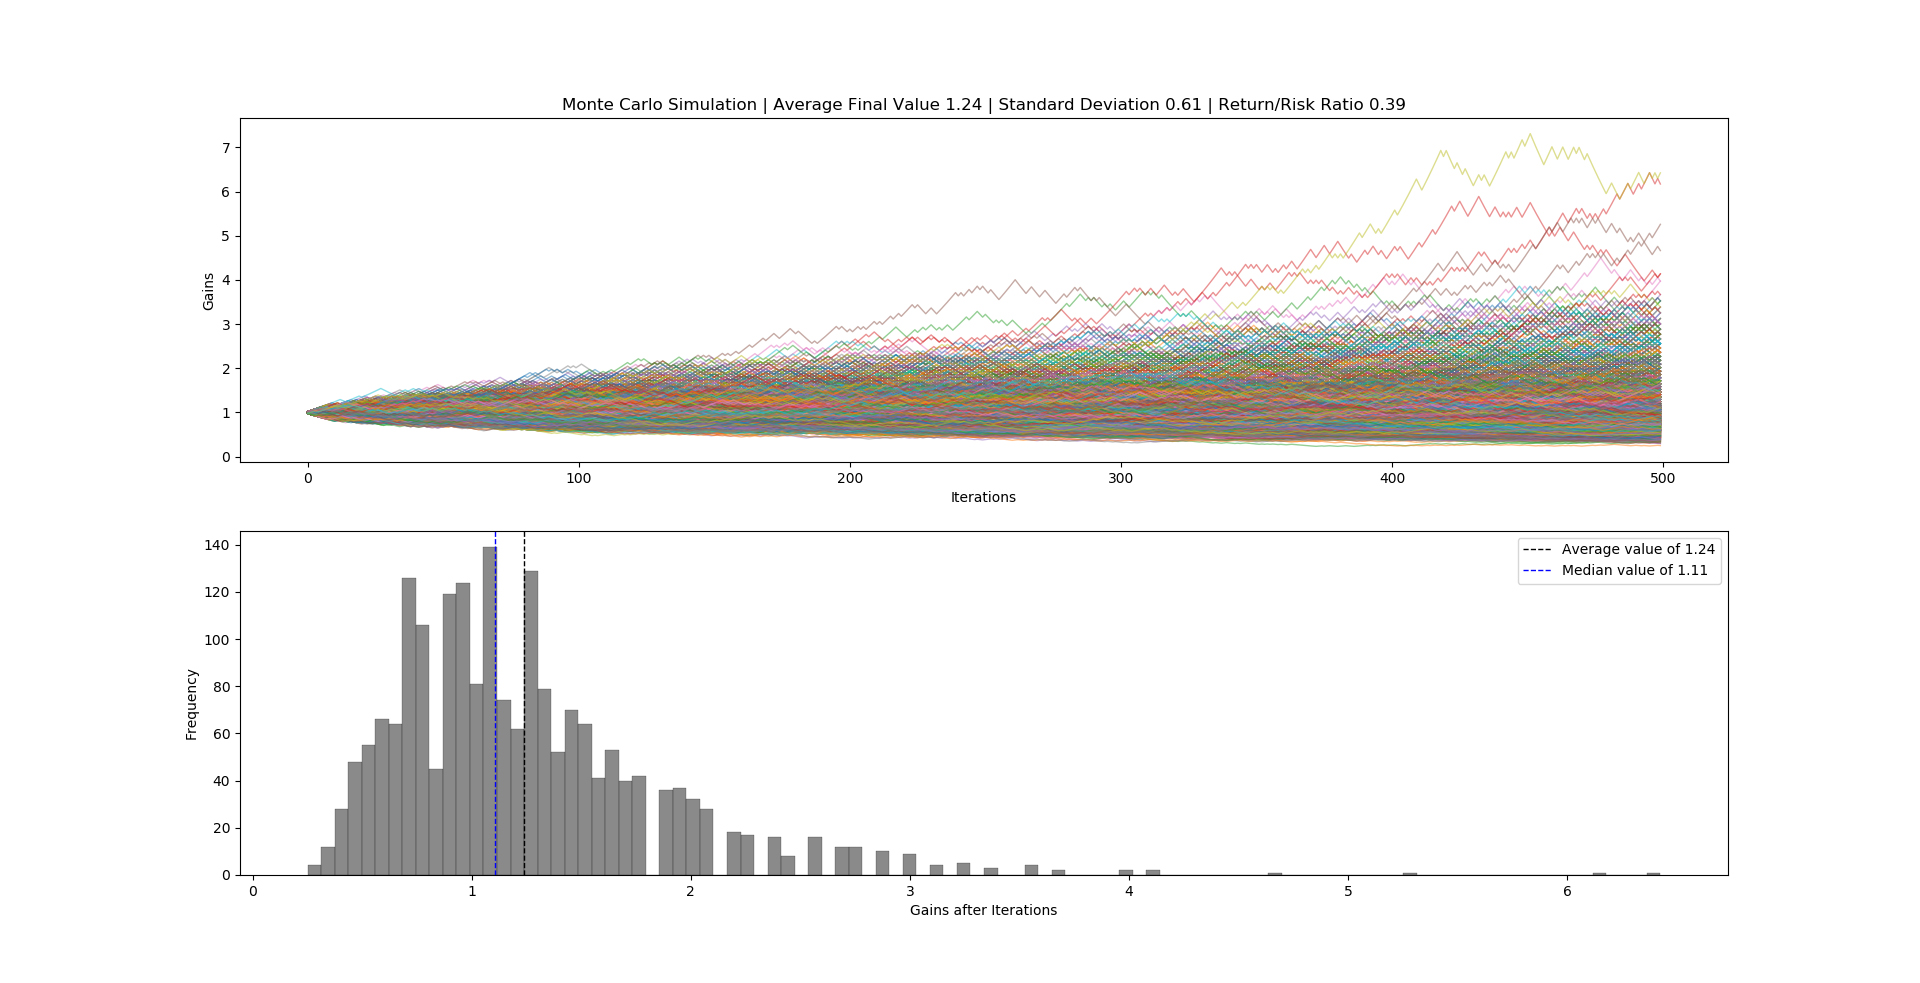 Monte Carlo Simulation | Average Final Value 1.24 | Standard Deviation 0.61 | Return/Risk Ratio 0.39
7
6
5
4
3
2
1
0
Gains
0 100 200 300 400 500
Iterations
140
120
100
80
60
40
20
0
Frequency
Average value of 1.24
Median value of 1.11
0 1 2 3 4 5 6
Gains after Iterations